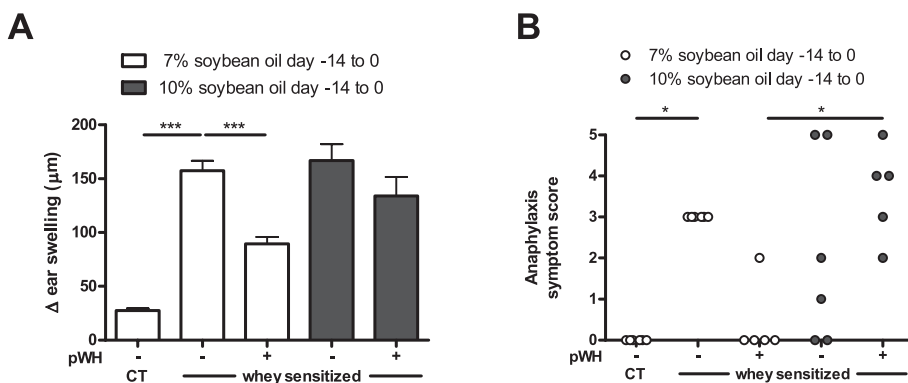 A
7% soybean oil day -14 to 0
10% soybean oil day -14 to 0
*** ***
Δ ear swelling (µm)
200
150
100
50
0
pWH - - + - +
CT whey sensitized
B
7% soybean oil day -14 to 0
10% soybean oil day -14 to 0
* *
Anaphylaxis
symptom score
5
4
3
2
1
0
pWH - - + - +
CT whey sensitized